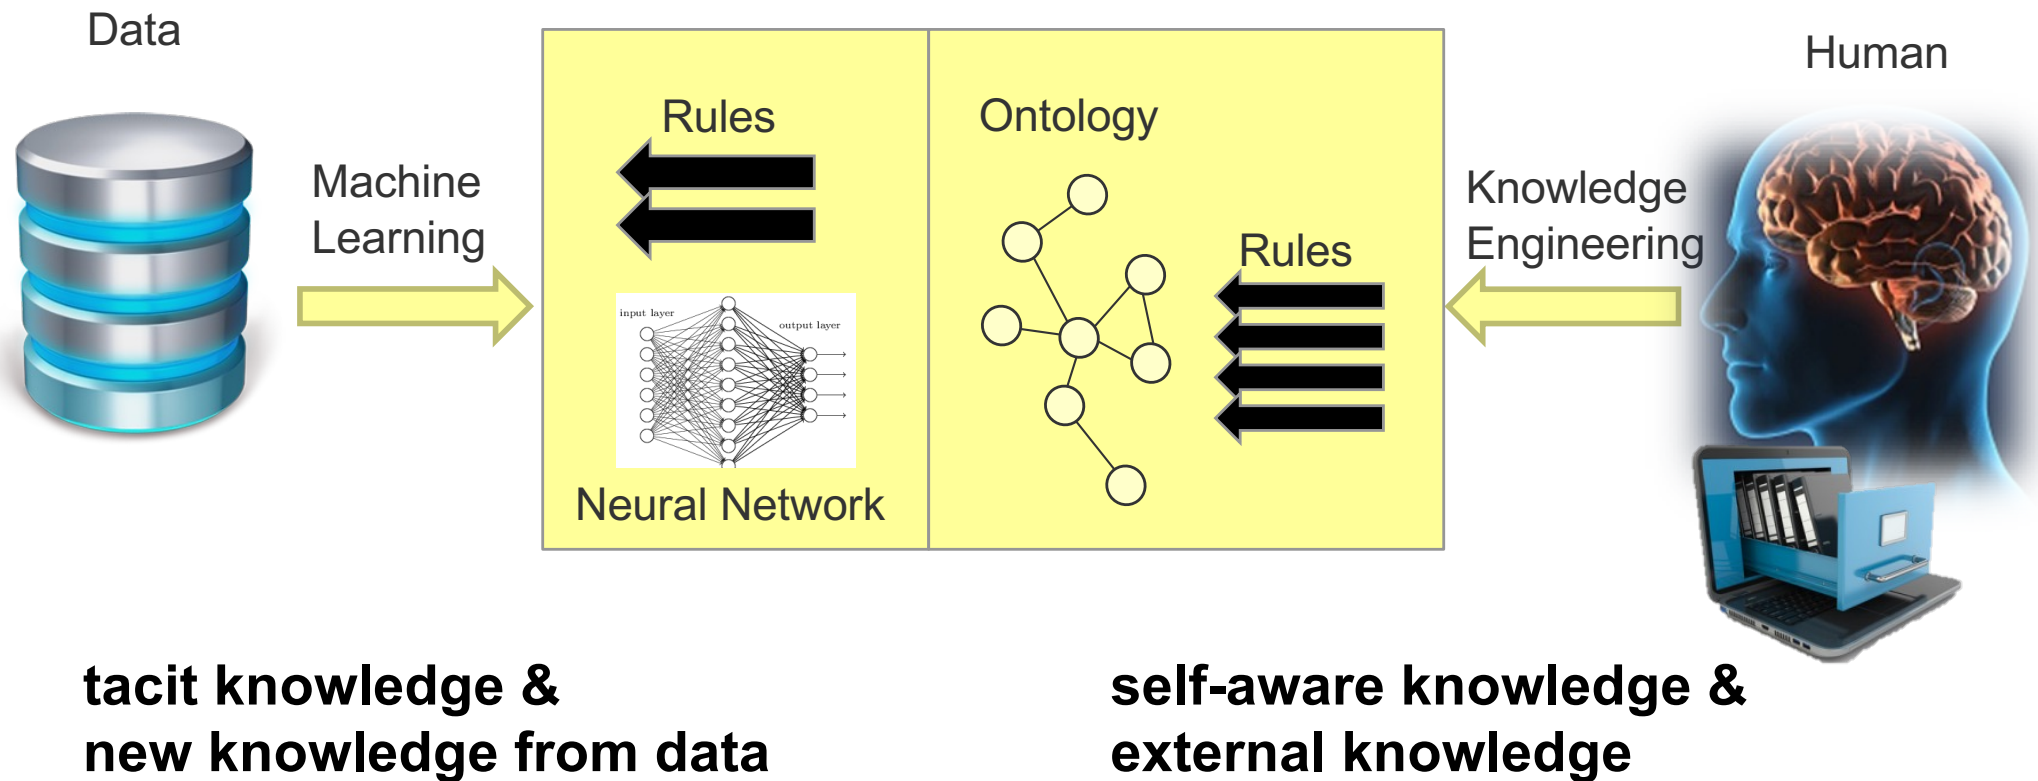 Data
Human
Rules
Ontology
Machine
Learning
Knowledge
Engineering
Rules
input layer
output layer
Neural Network
tacit knowledge &
new knowledge from data
self-aware knowledge &
external knowledge